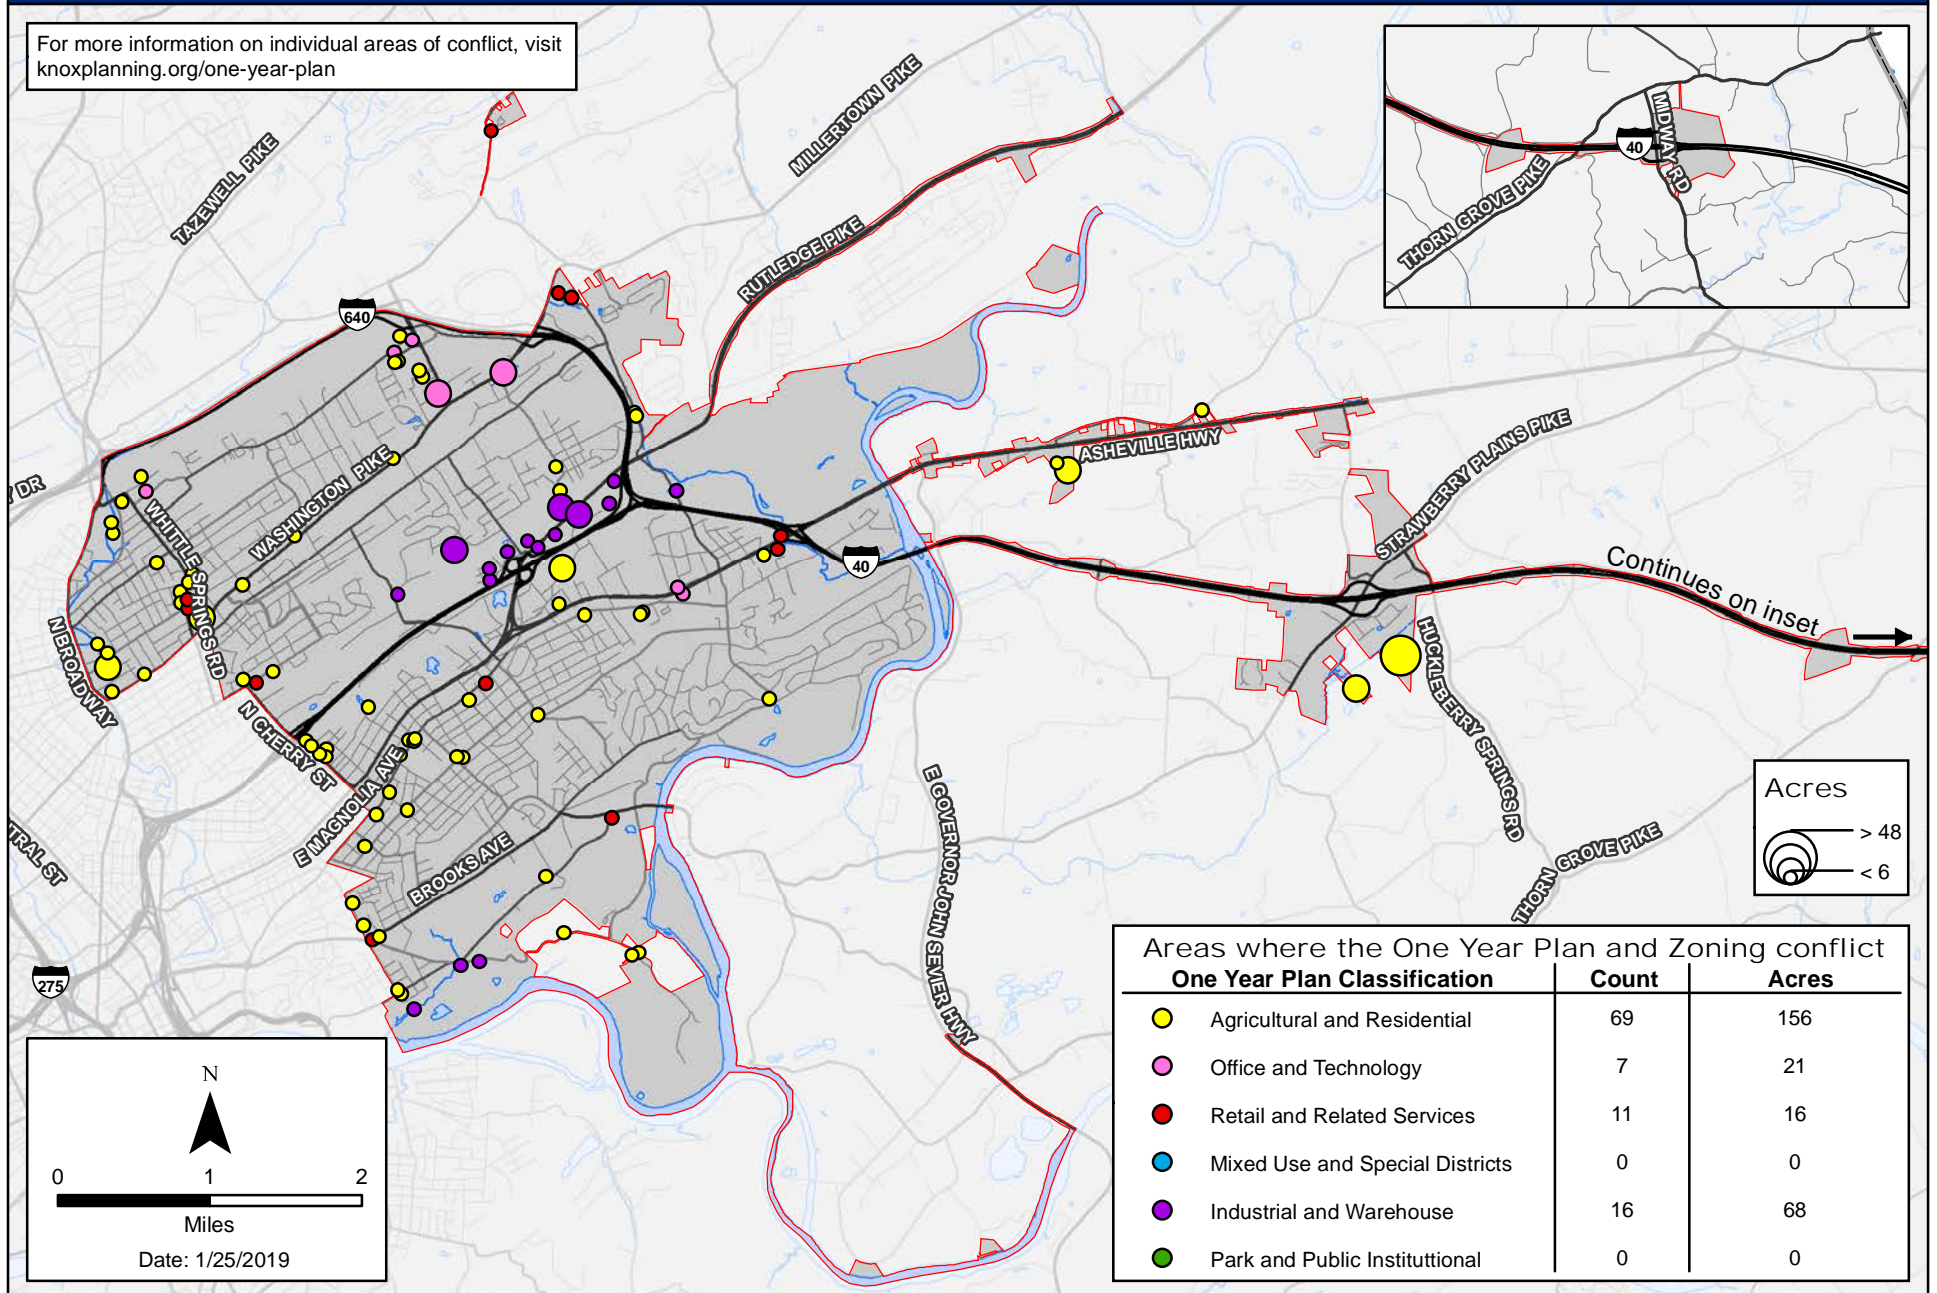 For more information on individual areas of conflict, visit
knoxplanning.org/one-year-plan
TAZEWELL PIKE
MILLERTOWN PIKE
RUTLEDGE PIKE
640
40
MIDWAY RD
THORN GROVE PIKE
Y DR
WHITTLE SPRINGS RD
WASHINGTON PIKE
N BROADWAY
N CHERRY ST
E MAGNOLIA AVE
BROOKS AVE
TRAL ST
275
40
ASHEVILLE HWY
STRAWBERRY PLAINS PIKE
Continues on inset
HUCKLEBERRY SPRINGS RD
E GOVERNOR JOHN SEVIER HWY
THORN GROVE PIKE
Acres
> 48
< 6
N
0 1 2
Miles
Date: 1/25/2019
Areas where the One Year Plan and Zoning conflict
One Year Plan Classification Count Acres
Agricultural and Residential 69 156
Office and Technology 7 21
Retail and Related Services 11 16
Mixed Use and Special Districts 0 0
Industrial and Warehouse 16 68
Park and Public Instituttional 0 0